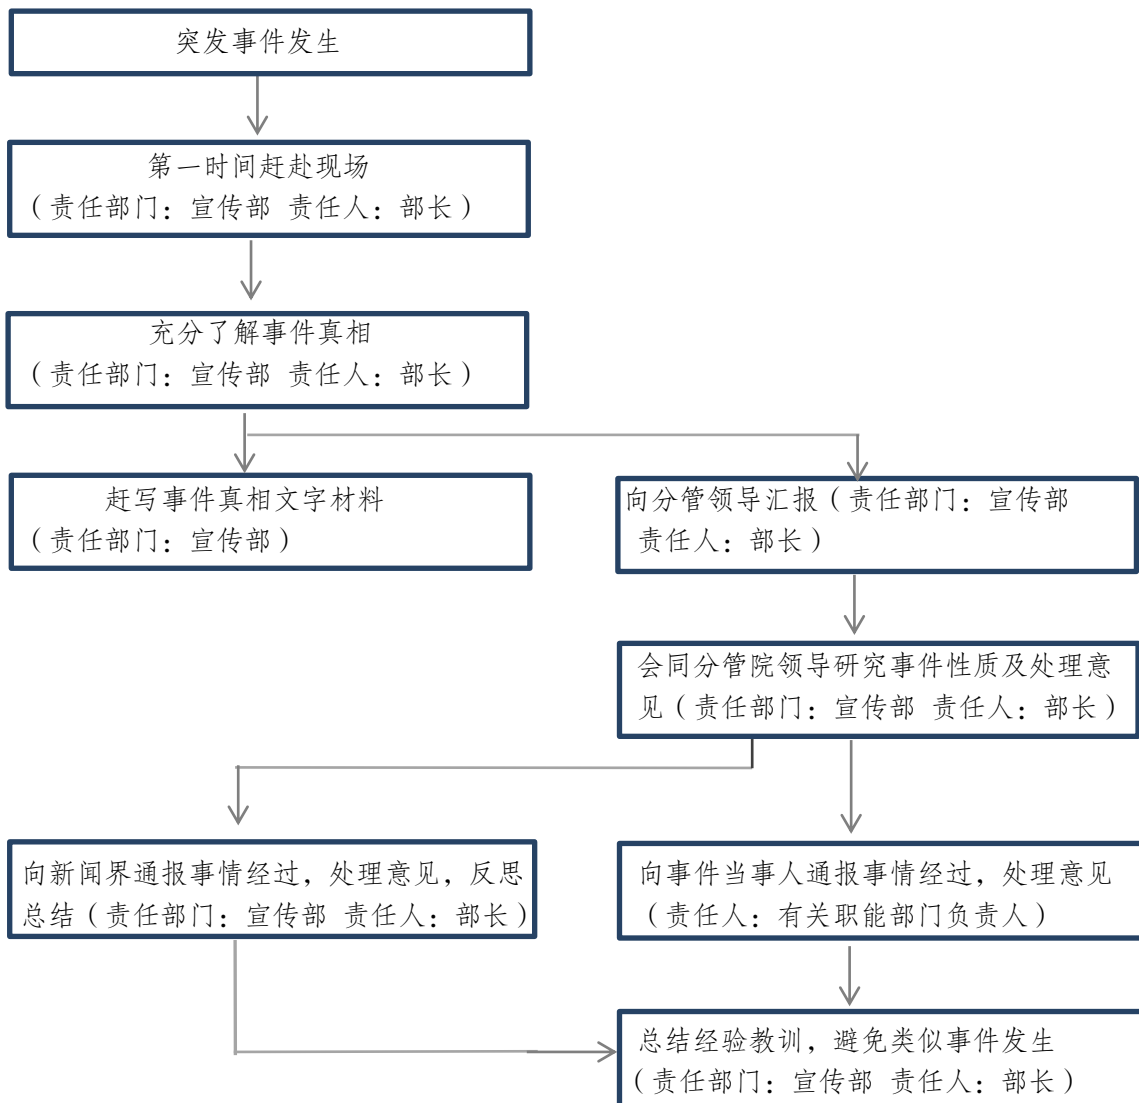 突发事件发生
第一时间赶赴现场
（责任部门：宣传部 责任人：部长）
充分了解事件真相
（责任部门：宣传部 责任人：部长）
赶写事件真相文字材料
（责任部门：宣传部）
向分管领导汇报（责任部门：宣传部
责任人：部长）
会同分管院领导研究事件性质及处理意
见（责任部门：宣传部 责任人：部长）
向新闻界通报事情经过，处理意见，反思
总结（责任部门：宣传部 责任人：部长）
向事件当事人通报事情经过，处理意见
（责任人：有关职能部门负责人）
总结经验教训，避免类似事件发生
（责任部门：宣传部 责任人：部长）